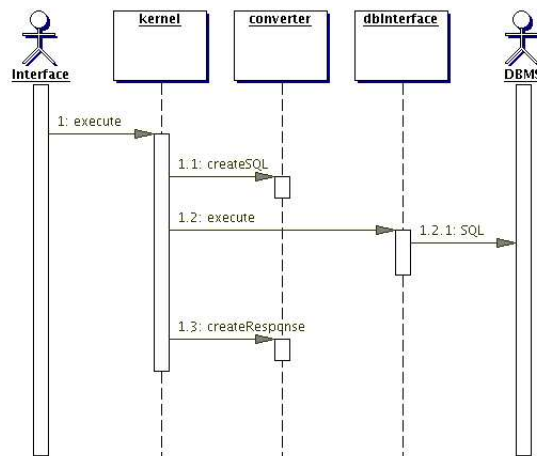 kernel
converter
dbInterface
Interface
DBMS
1: execute
1.1: createSQL
1.2: execute
1.2.1: SQL
1.3: createResponse